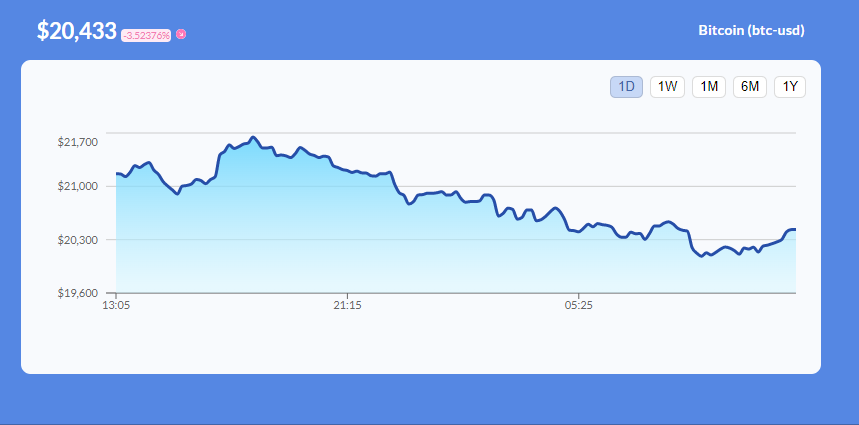 $20,433 -3.52376%
Bitcoin (btc-usd)
1D 1W 1M 6M 1Y
$21,700
$21,000
$20,300
$19,600
13:05 21:15 05:25